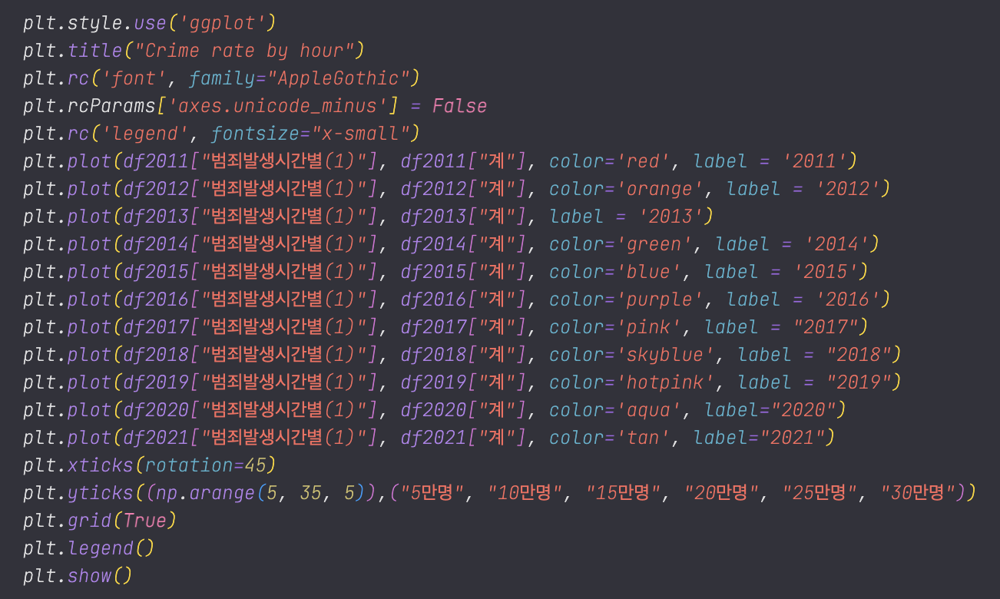 plt.style.use('ggplot')
plt.title("Crime rate by hour")
plt.rc('font', family="AppleGothic")
plt.rcParams['axes.unicode_minus'] = False
plt.rc('legend', fontsize="x-small")
plt.plot(df2011["범죄발생시간별(1)"], df2011["계"], color='red', label = '2011')
plt.plot(df2012["범죄발생시간별(1)"], df2012["계"], color='orange', label = '2012')
plt.plot(df2013["범죄발생시간별(1)"], df2013["계"], label = '2013')
plt.plot(df2014["범죄발생시간별(1)"], df2014["계"], color='green', label = '2014')
plt.plot(df2015["범죄발생시간별(1)"], df2015["계"], color='blue', label = '2015')
plt.plot(df2016["범죄발생시간별(1)"], df2016["계"], color='purple', label = '2016')
plt.plot(df2017["범죄발생시간별(1)"], df2017["계"], color='pink', label = "2017")
plt.plot(df2018["범죄발생시간별(1)"], df2018["계"], color='skyblue', label = "2018")
plt.plot(df2019["범죄발생시간별(1)"], df2019["계"], color='hotpink', label = "2019")
plt.plot(df2020["범죄발생시간별(1)"], df2020["계"], color='aqua', label="2020")
plt.plot(df2021["범죄발생시간별(1)"], df2021["계"], color='tan', label="2021")
plt.xticks(rotation=45)
plt.yticks((np.arange(5, 35, 5)),("5만명", "10만명", "15만명", "20만명", "25만명", "30만명"))
plt.grid(True)
plt.legend()
plt.show()